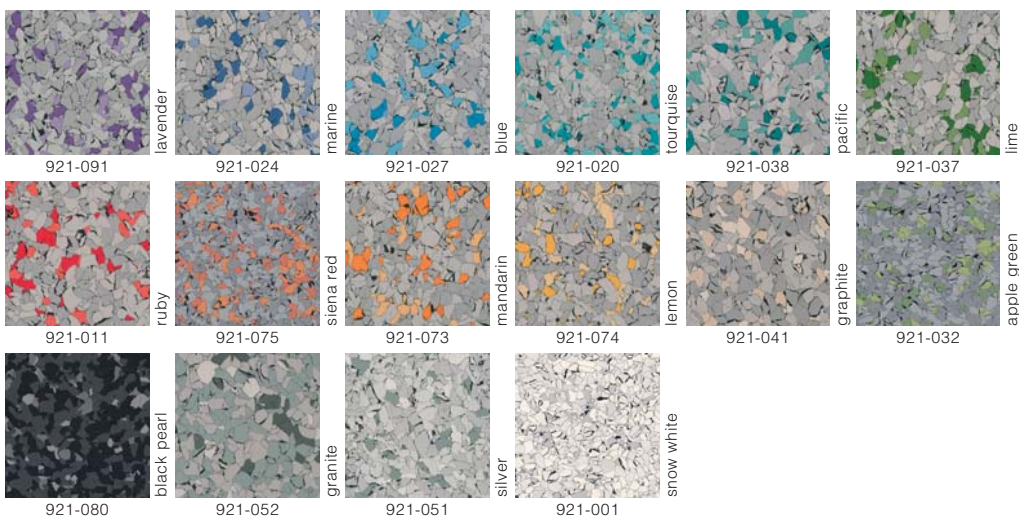 lavender
921-091
marine
921-024
blue
921-027
tourquise
921-020
pacific
921-038
lime
921-037
ruby
921-011
siena red
921-075
mandarin
921-073
lemon
921-074
graphite
921-041
apple green
921-032
black pearl
921-080
granite
921-052
silver
921-051
snow white
921-001